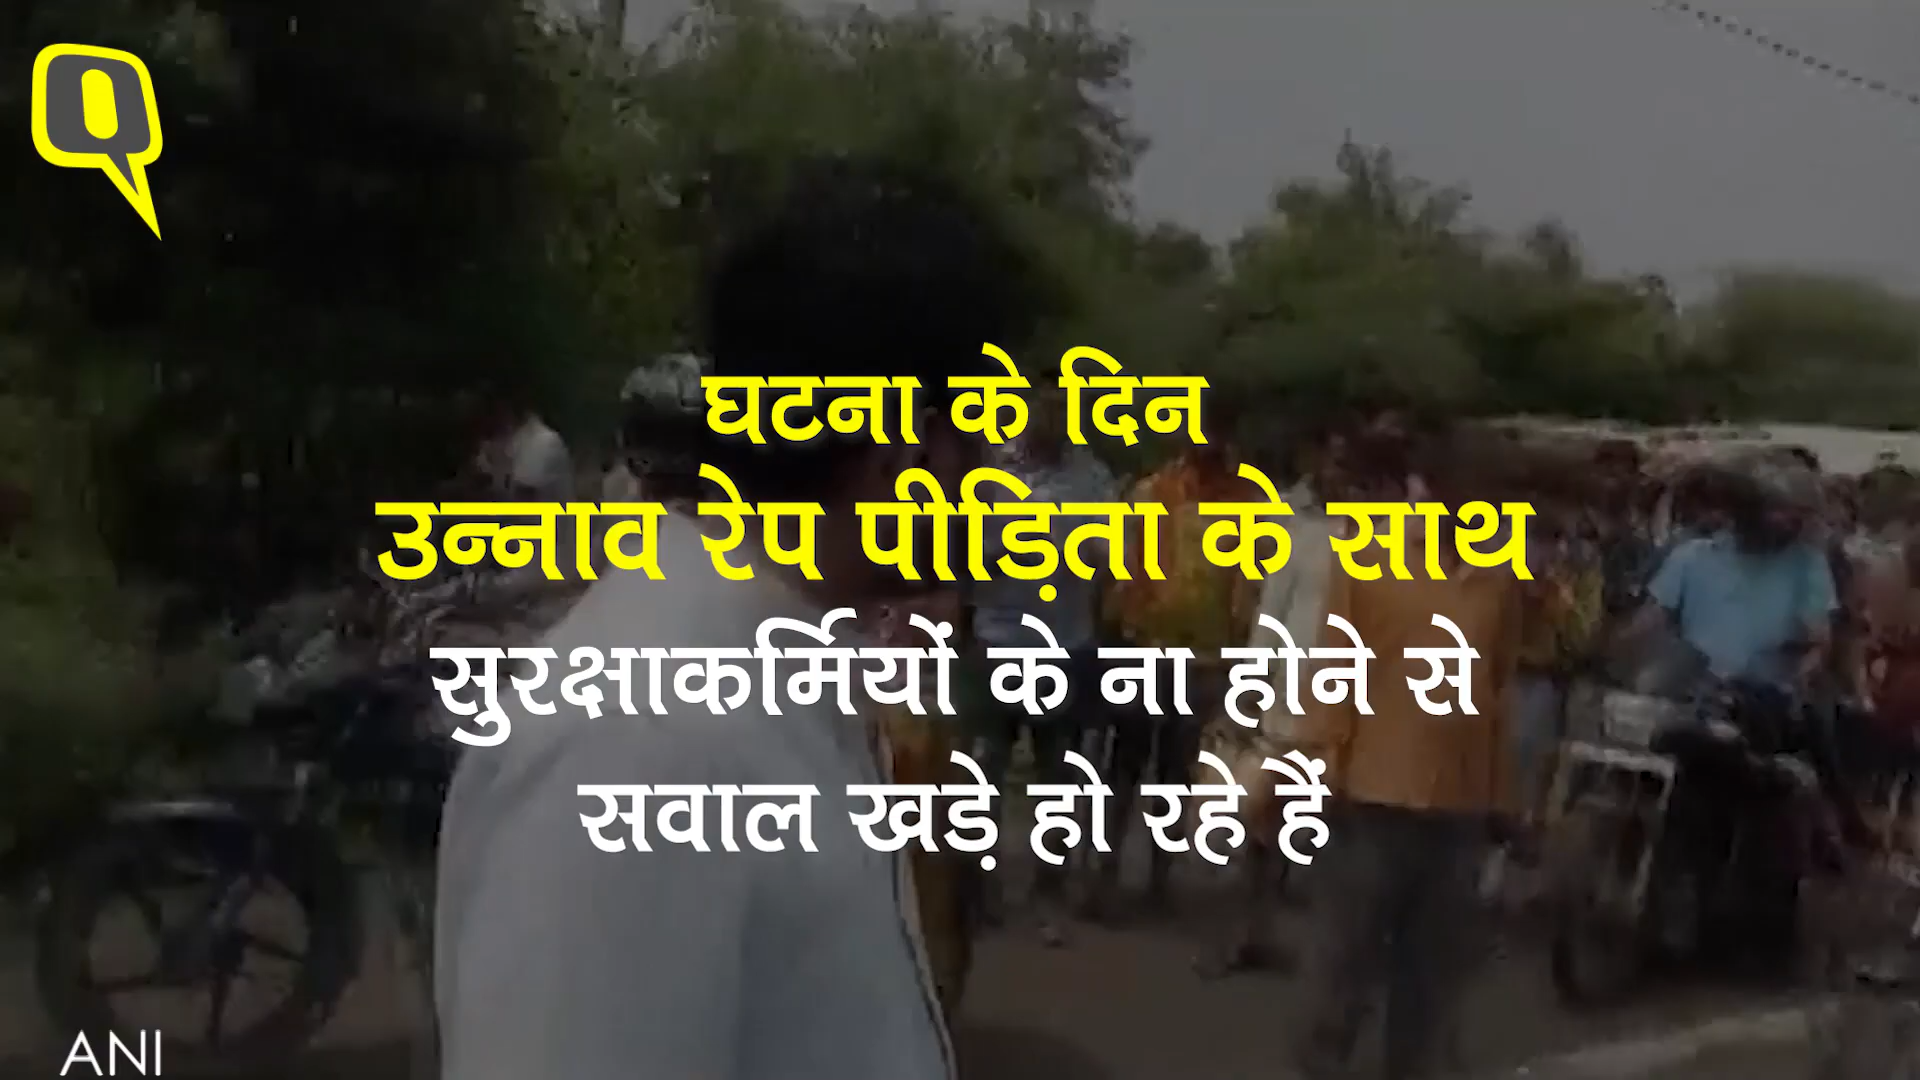 घटना के दिन
उन्नाव रेप पीड़िता के साथ
सुरक्षाकर्मियों के ना होने से
सवाल खड़े हो रहे हैं
ANI